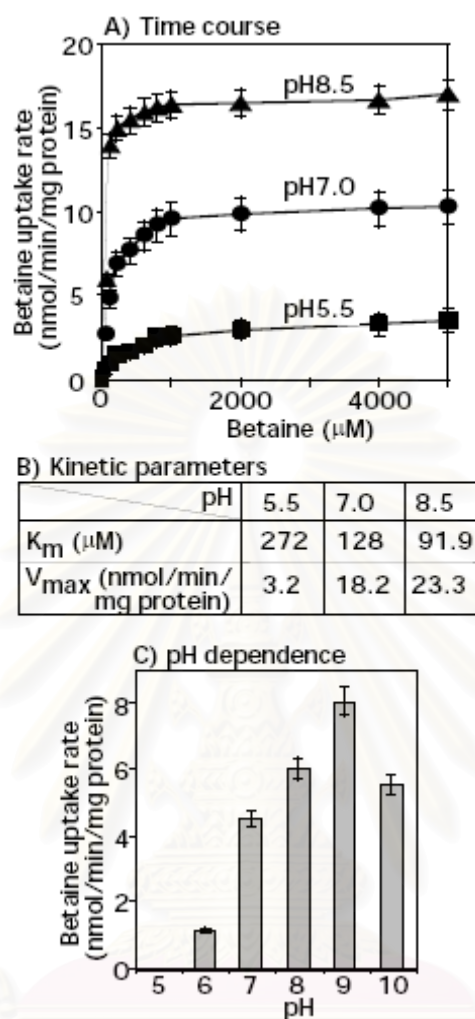 A) Time course
20
15
10
5
0
Betaine uptake rate
(nmol/min/mg protein)
pH8.5
pH7.0
pH5.5
0 2000 4000
Betaine (μM)
B) Kinetic parameters
pH 5.5 7.0 8.5
Km (μM) 272 128 91.9
Vmax (nmol/min/ 3.2 18.2 23.3
mg protein)
C) pH dependence
8
6
4
2
0
Betaine uptake rate
(nmol/min/mg protein)
5 6 7 8 9 10
pH